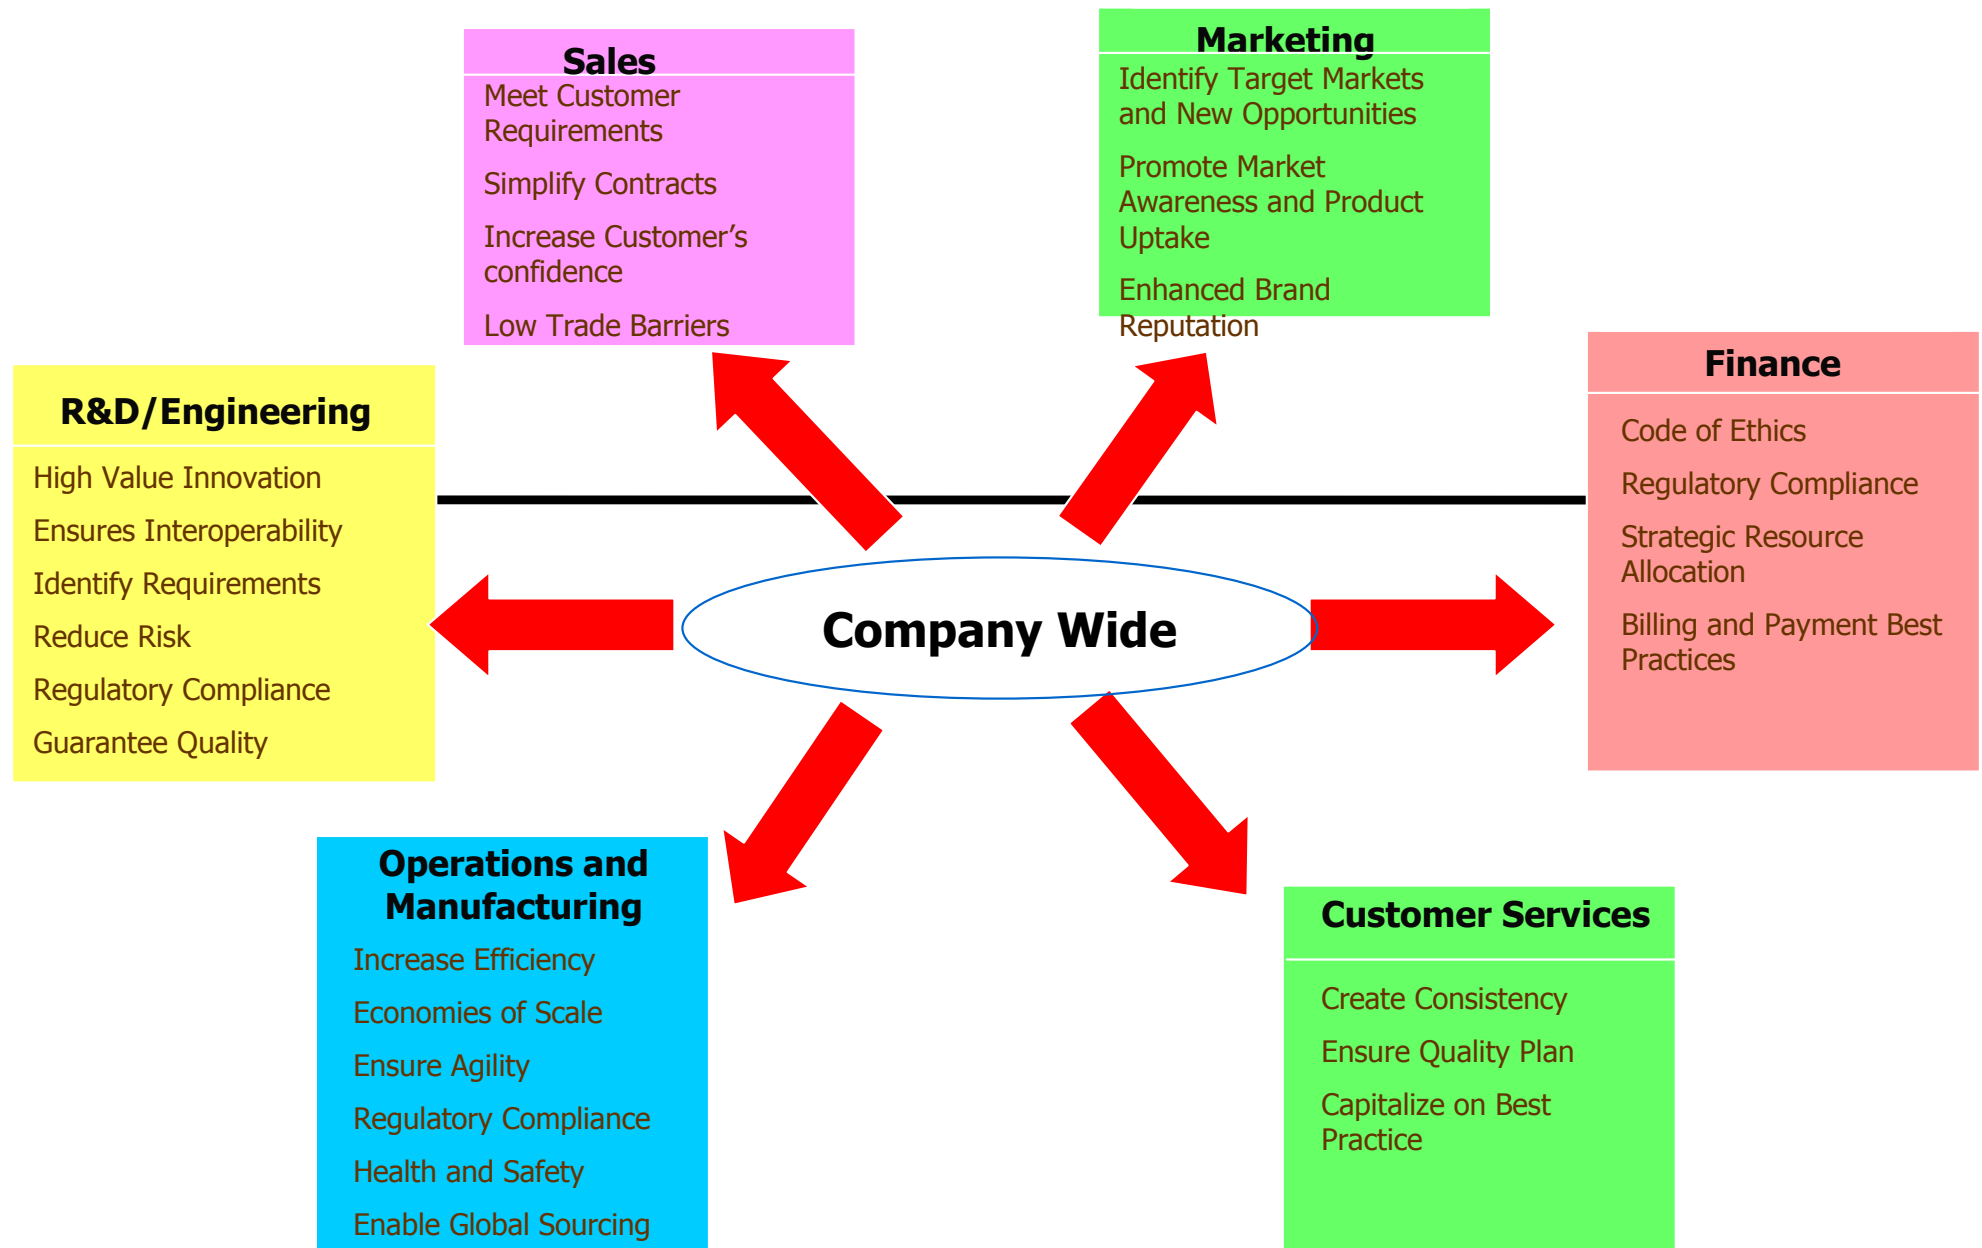 Sales
Meet Customer
Requirements
Simplify Contracts
Increase Customer’s
confidence
Low Trade Barriers
Marketing
Identify Target Markets
and New Opportunities
Promote Market
Awareness and Product
Uptake
Enhanced Brand
Reputation
Finance
Code of Ethics
Regulatory Compliance
Strategic Resource
Allocation
Billing and Payment Best
Practices
R&D/Engineering
High Value Innovation
Ensures Interoperability
Identify Requirements
Reduce Risk
Regulatory Compliance
Guarantee Quality
Company Wide
Operations and
Manufacturing
Increase Efficiency
Economies of Scale
Ensure Agility
Regulatory Compliance
Health and Safety
Enable Global Sourcing
Customer Services
Create Consistency
Ensure Quality Plan
Capitalize on Best
Practice